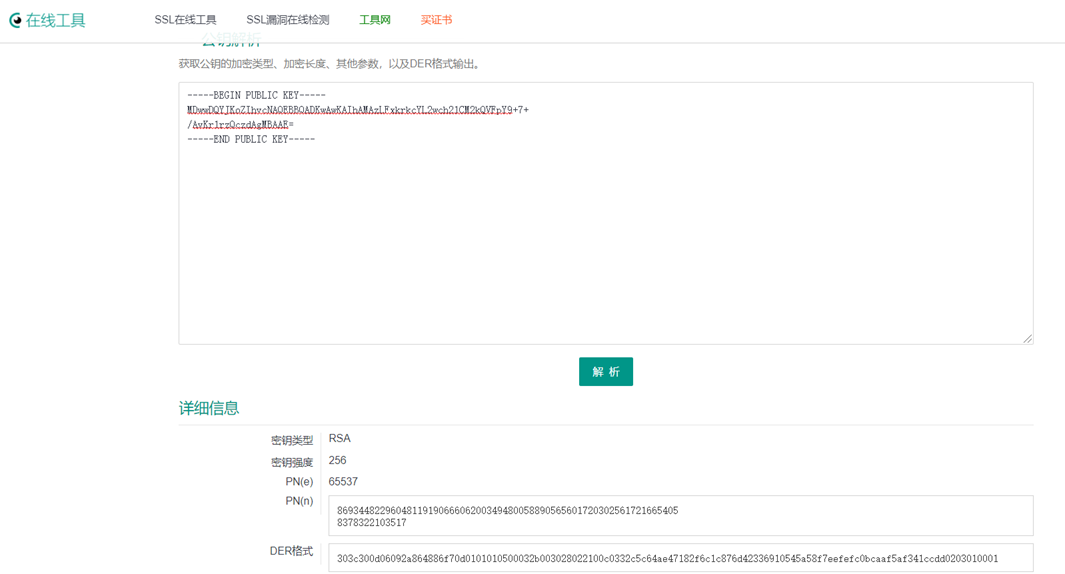 在线工具
SSL在线工具 SSL漏洞在线检测 工具网 买证书
公钥解析
获取公钥的加密类型、加密长度、其他参数，以及DER格式输出。
-----BEGIN PUBLIC KEY-----
MDwwDQYJKoZIhvcNAQEBBQADKwAwKAIhAMAzLFxkrkcYL2wch21CM2kQVFpY9+7+
/AvKr1rzQczdAgMBAAE=
-----END PUBLIC KEY-----
解 析
详细信息
密钥类型 RSA
密钥强度 256
PN(e) 65537
PN(n) 86934482296048119190666062003494800588905656017203025617216654058378322103517
DER格式 303c300d06092a864886f70d0101010500032b003028022100c0332c5c64ae47182f6c1c876d42336910545a58f7eefefc0bcaaf5af341ccdd0203010001